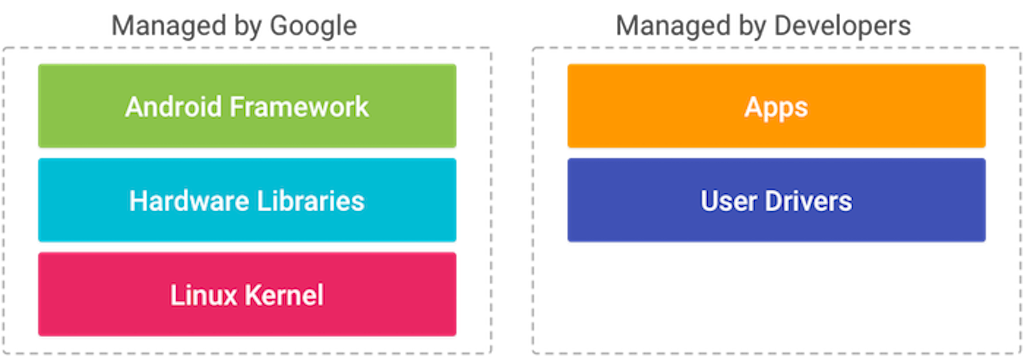 Managed by Google
Android Framework
Hardware Libraries
Linux Kernel
Managed by Developers
Apps
User Drivers